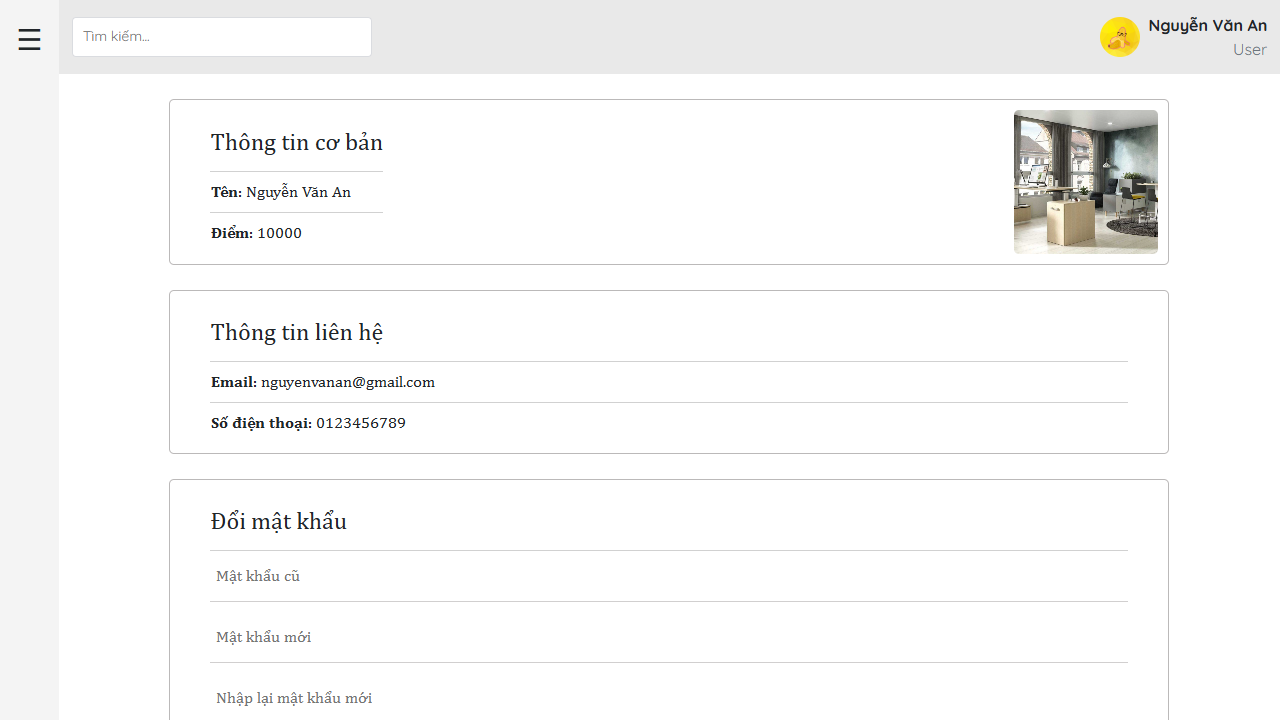 ☰
Tìm kiếm...
Nguyễn Văn An
User
Thông tin cơ bản
Tên: Nguyễn Văn An
Điểm: 10000
Thông tin liên hệ
Email: nguyenvanan@gmail.com
Số điện thoại: 0123456789
Đổi mật khẩu
Mật khẩu cũ
Mật khẩu mới
Nhập lại mật khẩu mới